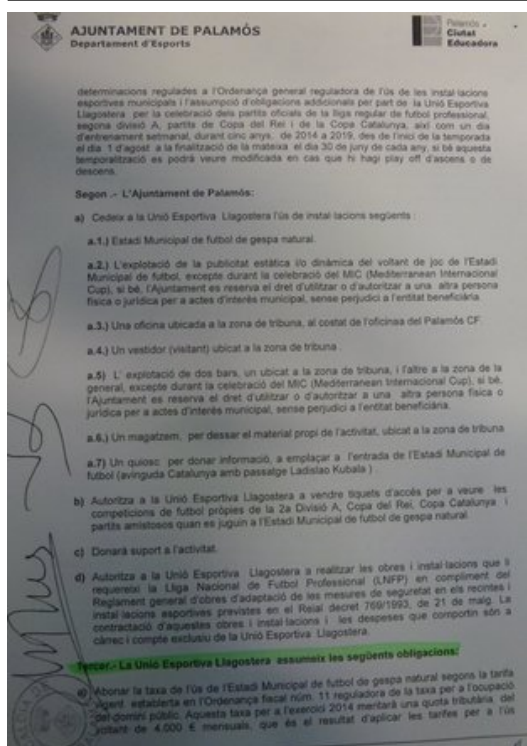 AJUNTAMENT DE PALAMÓS
Departament d'Esports
Palamós
Ciutat
Educadora
determinacions regulades a l'Ordenança general reguladora de l'ús de les instal·lacions
esportives municipals i l'assumpció d'obligacions addicionals per part de la Unió Esportiva
Llagostera per la celebració dels partits oficials de la lliga regular de futbol professional,
segona divisió A, partits de Copa del Rei i de la Copa Catalunya, així com un dia
d'entrenament setmanal, durant cinc anys, de 2014 a 2019, des de l'inici de la temporada
el dia 1 d'agost a la finalització de la mateixa el dia 30 de juny de cada any, si bé aquesta
temporalització es podrà veure modificada en cas que hi hagi play off d'ascens o de
descens.
Segon .- L'Ajuntament de Palamós:
a) Cedeix a la Unió Esportiva Llagostera l'ús de instal·lacions següents :
a.1.) Estadi Municipal de futbol de gespa natural.
a.2.) L'explotació de la publicitat estàtica i/o dinàmica del voltant de joc de l'Estadi
Municipal de futbol, excepte durant la celebració del MIC (Mediterranean Internacional
Cup), si bé, l'Ajuntament es reserva el dret d'utilitzar o d'autoritzar a una altra persona
física o jurídica per a actes d'interès municipal, sense perjudici a l'entitat beneficiària.
a.3.) Una oficina ubicada a la zona de tribuna, al costat de l'oficinaa del Palamós CF.
a.4.) Un vestidor (visitant) ubicat a la zona de tribuna .
a.5) L' explotació de dos bars, un ubicat a la zona de tribuna, i l'altre a la zona de la
general, excepte durant la celebració del MIC (Mediterranean Internacional Cup), si bé,
l'Ajuntament es reserva el dret d'utilitzar o d'autoritzar a una altra persona física o
jurídica per a actes d'interès municipal, sense perjudici a l'entitat beneficiària.
a.6.) Un magatzem, per dessar el material propi de l'activitat, ubicat a la zona de tribuna
a.7) Un quiosc per donar informació, a emplaçar a l'entrada de l'Estadi Municipal de
futbol (avinguda Catalunya amb passatge Ladislao Kubala ) .
b) Autoritza a la Unió Esportiva Llagostera a vendre tiquets d'accés per a veure les
competicions de futbol pròpies de la 2a Divisió A, Copa del Rei, Copa Catalunya i
partits amistosos quan es juguin a l'Estadi Municipal de futbol de gespa natural.
c) Donarà suport a l'activitat.
d) Autoritza a la Unió Esportiva Llagostera a realitzar les obres i instal·lacions que li
requereixi la Lliga Nacional de Futbol Professional (LNFP) en compliment del
Reglament general d'obres d'adaptació de les mesures de seguretat en els recintes i
instal·lacions esportives previstes en el Reial decret 769/1993, de 21 de maig. La
contractació d'aquestes obres i instal·lacions i les despeses que comportin són a
càrrec i compte exclusiu de la Unió Esportiva Llagostera.
Tercer.- La Unió Esportiva Llagostera assumeix les següents obligacions:
a) Abonar la taxa de l'ús de l'Estadi Municipal de futbol de gespa natural segons la tarifa
vigent establerta en l'Ordenança fiscal núm. 11 reguladora de la taxa per a l'ocupació
del domini públic. Aquesta taxa per a l'exercici 2014 meritarà una quota tributària del
voltant de 4.000 € mensuals, que és el resultat d'aplicar les tarifes per a l'ús